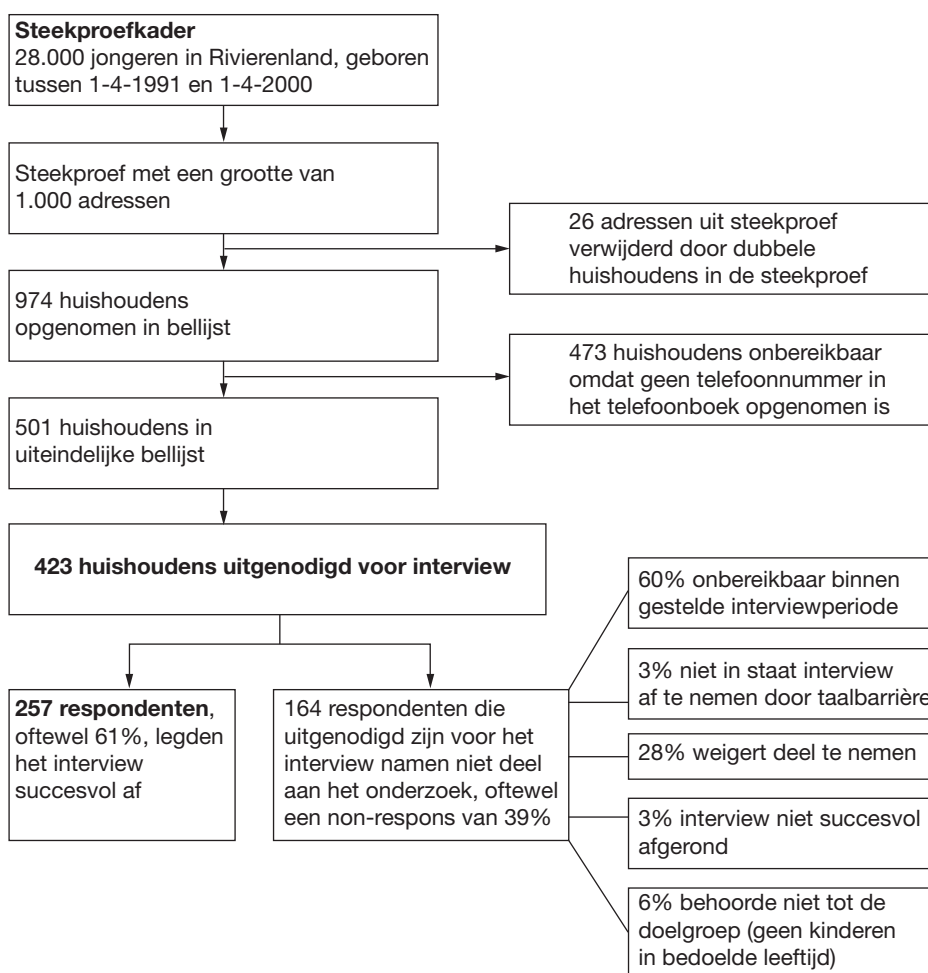 Steekproefkader
28.000 jongeren in Rivierenland, geboren
tussen 1-4-1991 en 1-4-2000
Steekproef met een grootte van
1.000 adressen
26 adressen uit steekproef
verwijderd door dubbele
huishoudens in de steekproef
974 huishoudens
opgenomen in bellijst
473 huishoudens onbereikbaar
omdat geen telefoonnummer in
het telefoonboek opgenomen is
501 huishoudens in
uiteindelijke bellijst
423 huishoudens uitgenodigd voor interview
257 respondenten,
oftewel 61%, legden
het interview
succesvol af
164 respondenten die
uitgenodigd zijn voor het
interview namen niet deel
aan het onderzoek, oftewel
een non-respons van 39%
60% onbereikbaar binnen
gestelde interviewperiode
3% niet in staat interview
af te nemen door taalbarrière
28% weigert deel te nemen
3% interview niet succesvol
afgerond
6% behoorde niet tot de
doelgroep (geen kinderen
in bedoelde leeftijd)